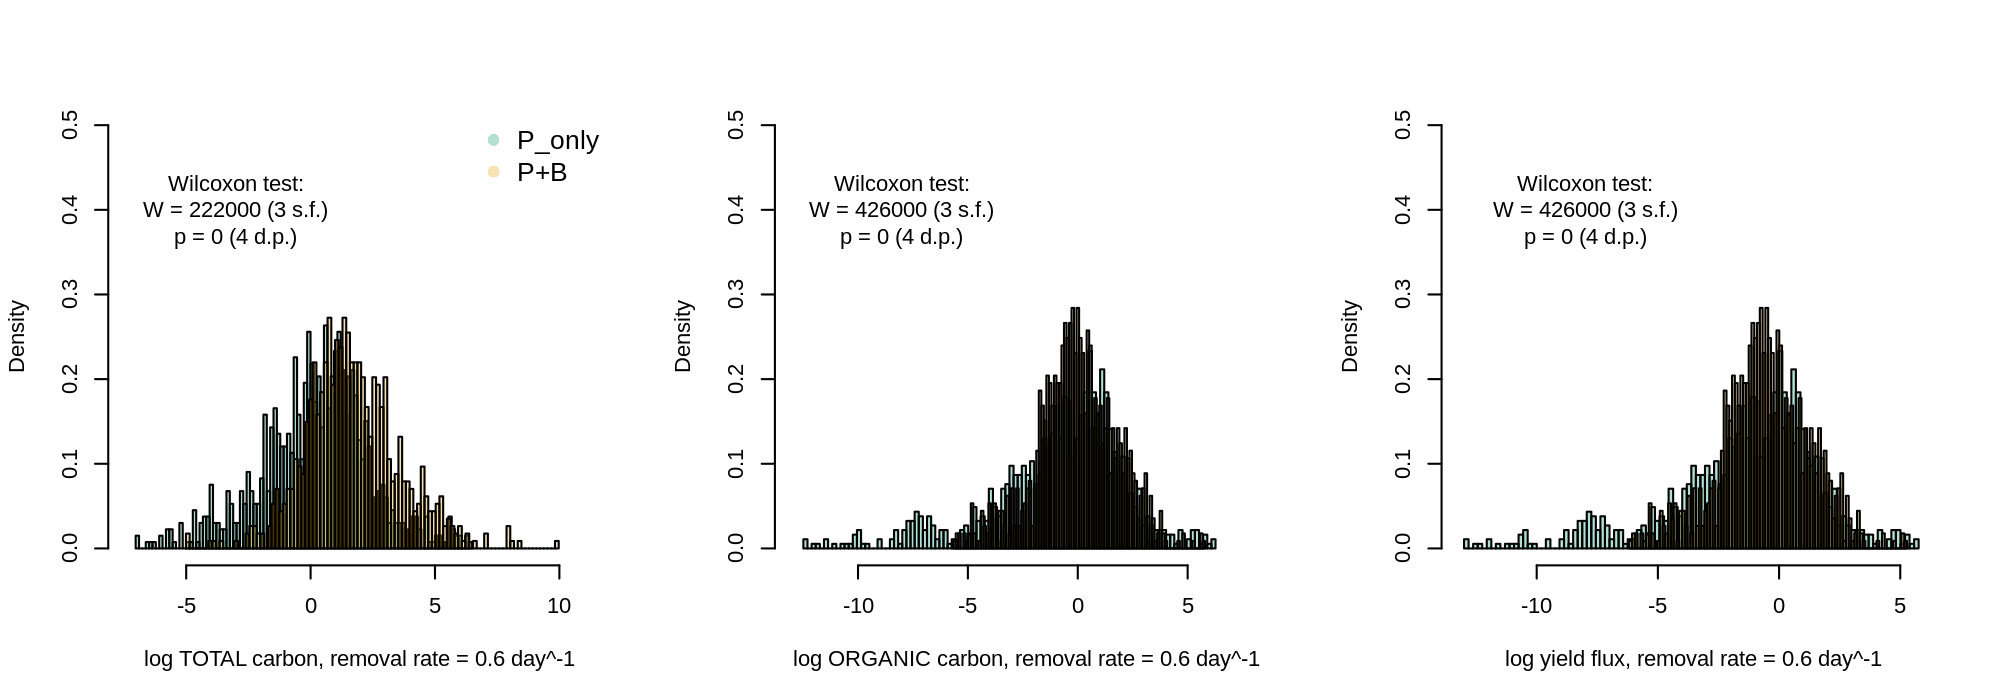 0.5
0.4
0.3
0.2
0.1
0.0
Density
P_only
P+B
Wilcoxon test:
W = 222000 (3 s.f.)
p = 0 (4 d.p.)
-5
0
5
10
log TOTAL carbon, removal rate = 0.6 day^-1
0.5
0.4
0.3
0.2
0.1
0.0
Density
Wilcoxon test:
W = 426000 (3 s.f.)
p = 0 (4 d.p.)
-10
-5
0
5
log ORGANIC carbon, removal rate = 0.6 day^-1
0.5
0.4
0.3
0.2
0.1
0.0
Density
Wilcoxon test:
W = 426000 (3 s.f.)
p = 0 (4 d.p.)
-10
-5
0
5
log yield flux, removal rate = 0.6 day^-1